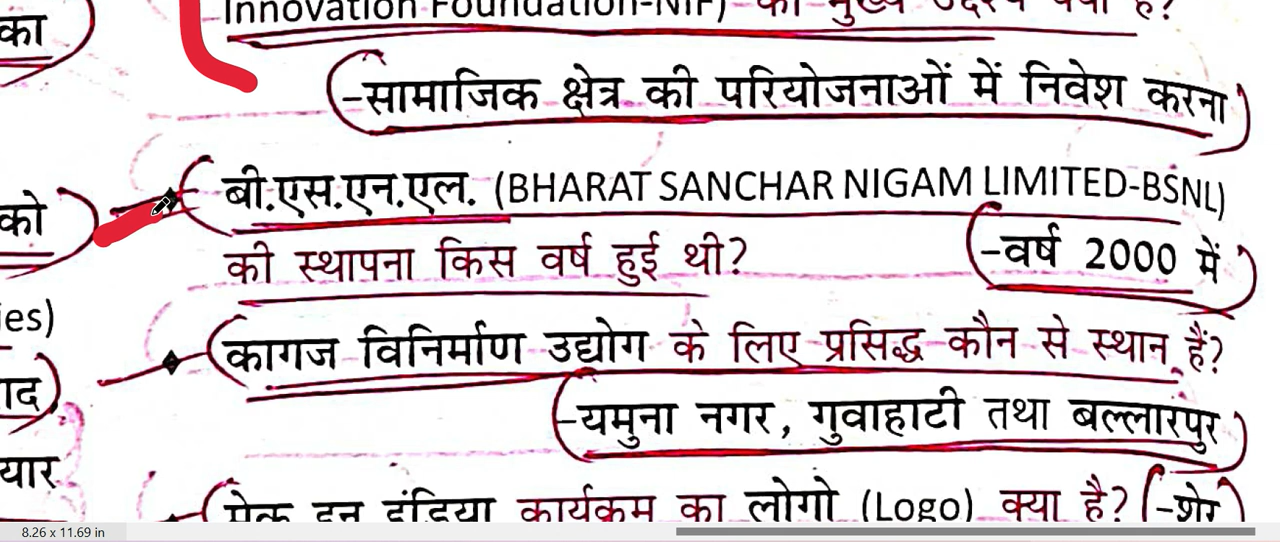 का
Innovation Foundation-NIF) का मुख्य उद्देश्य क्या है?
-सामाजिक क्षेत्र की परियोजनाओं में निवेश करना
को
बी.एस.एन.एल. (BHARAT SANCHAR NIGAM LIMITED-BSNL)
की स्थापना किस वर्ष हुई थी?
-वर्ष 2000 में
ies)
कागज विनिर्माण उद्योग के लिए प्रसिद्ध कौन से स्थान हैं?
ाद
-यमुना नगर, गुवाहाटी तथा बल्लारपुर
यार
मेक इन इंडिया कार्यक्रम का लोगो (Logo) क्या है? -शेर
8.26 x 11.69 in